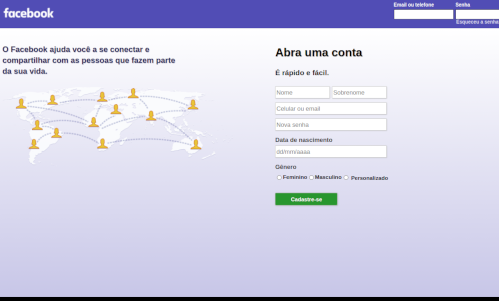 facebook
Email ou telefone
Senha
Esqueceu a senha
O Facebook ajuda você a se conectar e
compartilhar com as pessoas que fazem parte
da sua vida.
Abra uma conta
É rápido e fácil.
Nome
Sobrenome
Celular ou email
Nova senha
Data de nascimento
dd/mm/aaaa
Gênero
Feminino Masculino Personalizado
Cadastre-se